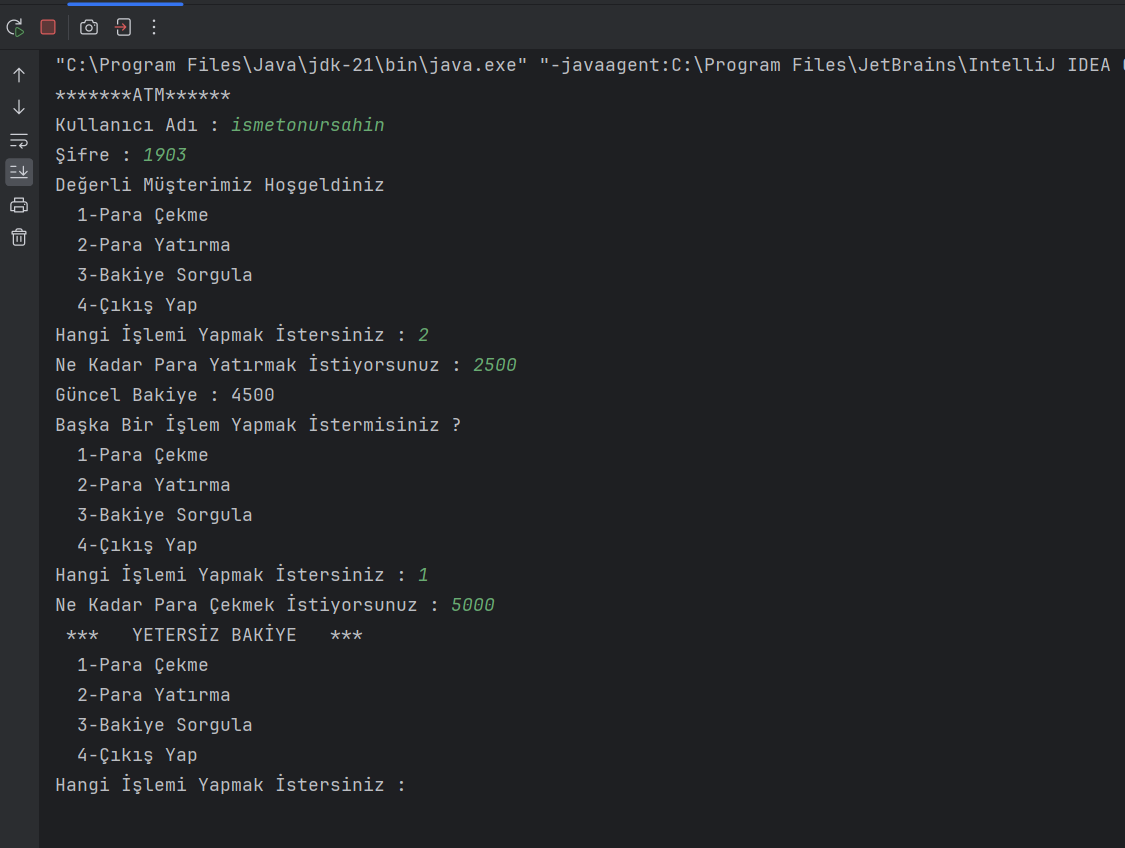 "C:\Program Files\Java\jdk-21\bin\java.exe" "-javaagent:C:\Program Files\JetBrains\IntelliJ IDEA
*******ATM******
Kullanıcı Adı : ismetonursahin
Şifre : 1903
Değerli Müşterimiz Hoşgeldiniz
  1-Para Çekme
  2-Para Yatırma
  3-Bakiye Sorgula
  4-Çıkış Yap
Hangi İşlemi Yapmak İstersiniz : 2
Ne Kadar Para Yatırmak İstiyorsunuz : 2500
Güncel Bakiye : 4500
Başka Bir İşlem Yapmak İstermisiniz ?
  1-Para Çekme
  2-Para Yatırma
  3-Bakiye Sorgula
  4-Çıkış Yap
Hangi İşlemi Yapmak İstersiniz : 1
Ne Kadar Para Çekmek İstiyorsunuz : 5000
 ***   YETERSİZ BAKİYE   ***
  1-Para Çekme
  2-Para Yatırma
  3-Bakiye Sorgula
  4-Çıkış Yap
Hangi İşlemi Yapmak İstersiniz :